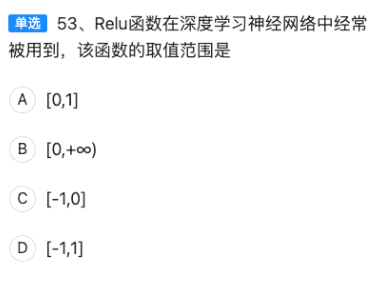 单选 53、Relu函数在深度学习神经网络中经常
被用到，该函数的取值范围是
A [0,1]
B [0,+∞)
C [-1,0]
D [-1,1]